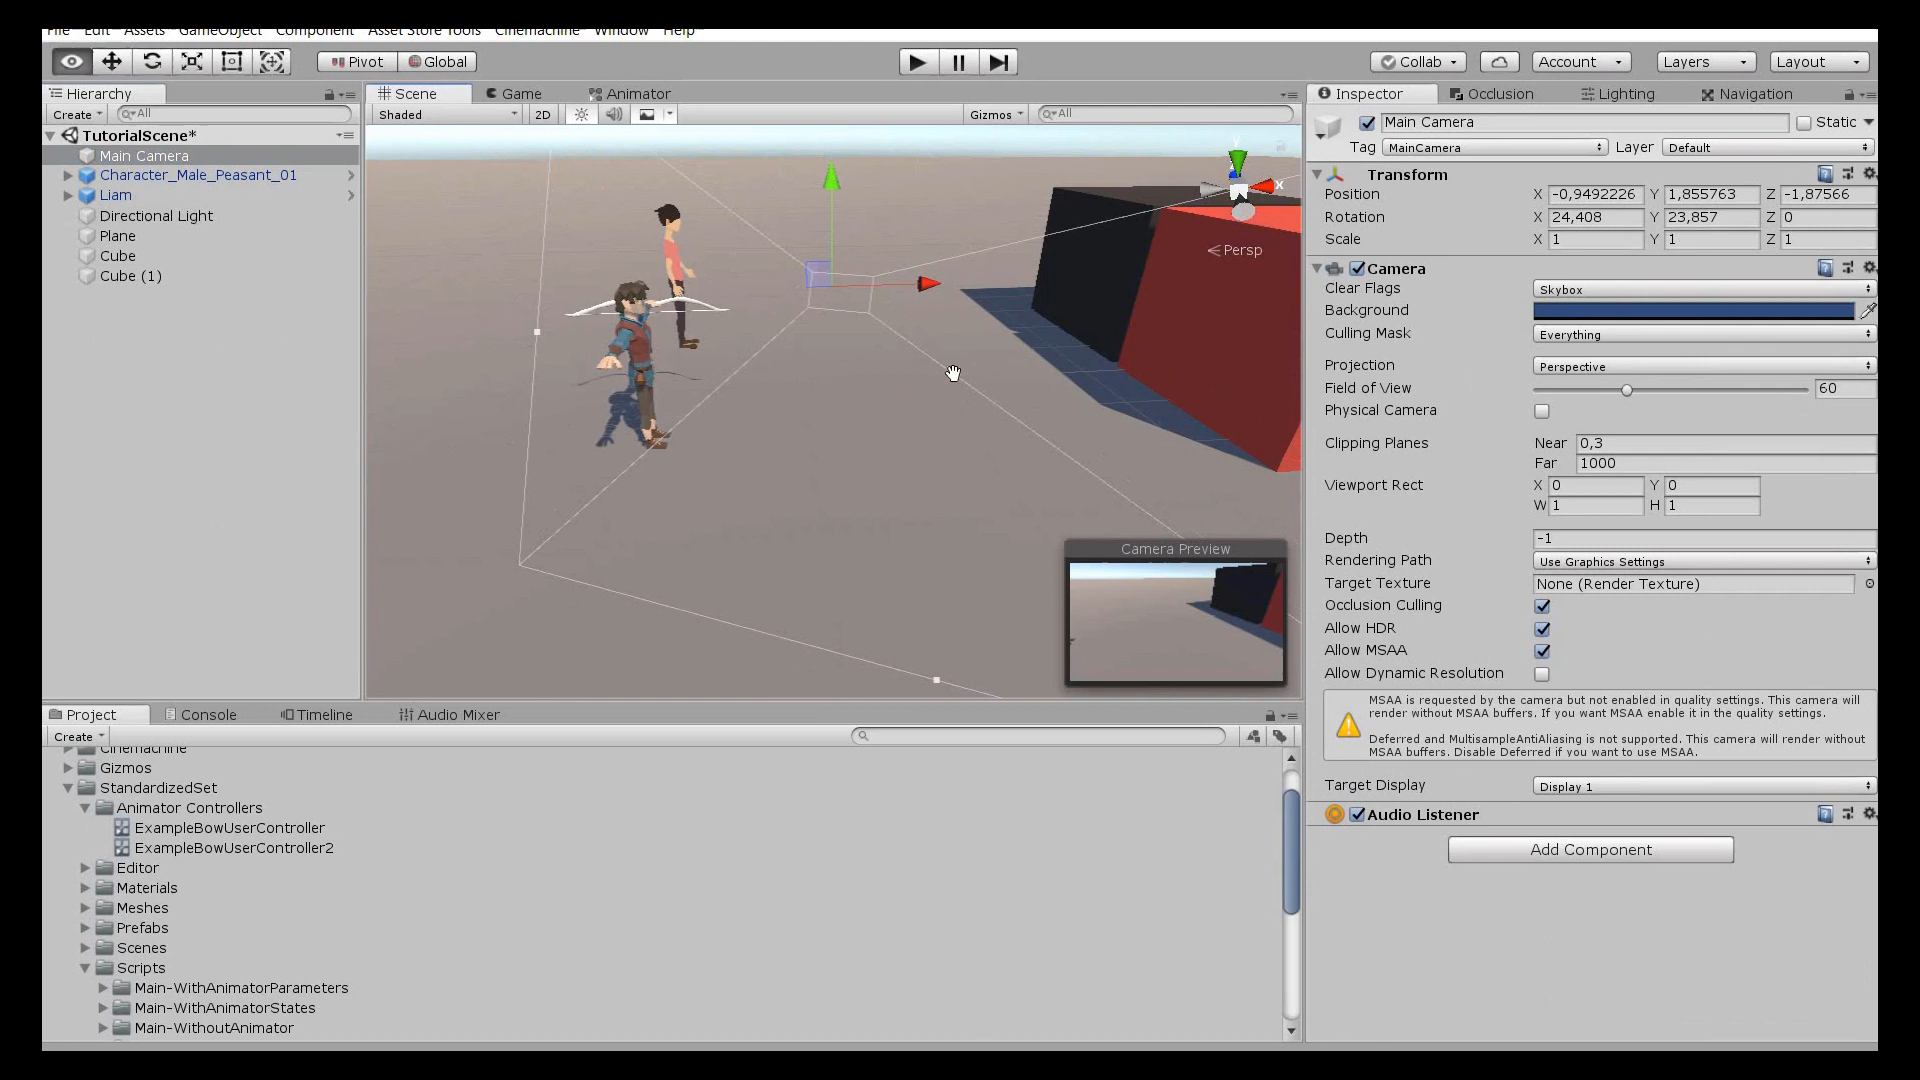 File Edit Assets GameObject Component Asset Store Tools Cinemachine Window Help
Pivot Global Collab Account Layers Layout
Hierarchy
Create All
TutorialScene*
Main Camera
Character_Male_Peasant_01
Liam
Directional Light
Plane
Cube
Cube (1)
Scene Game Animator
Shaded 2D Gizmos All
x
Persp
Camera Preview
Inspector Occlusion Lighting Navigation
Main Camera Static
Tag MainCamera Layer Default
Transform
Position X -0,9492226 Y 1,855763 Z -1,87566
Rotation X 24,408 Y 23,857 Z 0
Scale X 1 Y 1 Z 1
Camera
Clear Flags Skybox
Background
Culling Mask Everything
Projection Perspective
Field of View 60
Physical Camera
Clipping Planes Near 0,3
Far 1000
Viewport Rect X 0 Y 0
W 1 H 1
Depth -1
Rendering Path Use Graphics Settings
Target Texture None (Render Texture)
Occlusion Culling
Allow HDR
Allow MSAA
Allow Dynamic Resolution
MSAA is requested by the camera but not enabled in quality settings. This camera will
render without MSAA buffers. If you want MSAA enable it in the quality settings.
Deferred and MultisampleAntiAliasing is not supported. This camera will render without
MSAA buffers. Disable Deferred if you want to use MSAA.
Target Display Display 1
Audio Listener
Add Component
Project Console Timeline Audio Mixer
Create
Cinemachine
Gizmos
StandardizedSet
Animator Controllers
ExampleBowUserController
ExampleBowUserController2
Editor
Materials
Meshes
Prefabs
Scenes
Scripts
Main-WithAnimatorParameters
Main-WithAnimatorStates
Main-WithoutAnimator